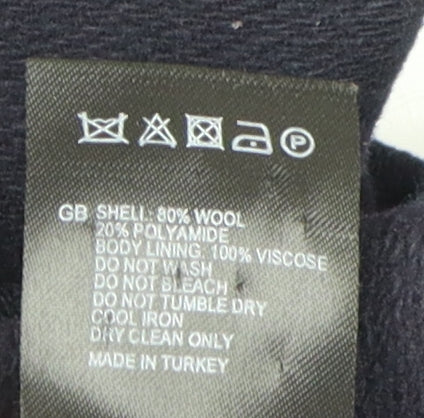 P
GB SHELL: 80% WOOL
20% POLYAMIDE
BODY LINING: 100% VISCOSE
DO NOT WASH
DO NOT BLEACH
DO NOT TUMBLE DRY
COOL IRON
DRY CLEAN ONLY
MADE IN TURKEY